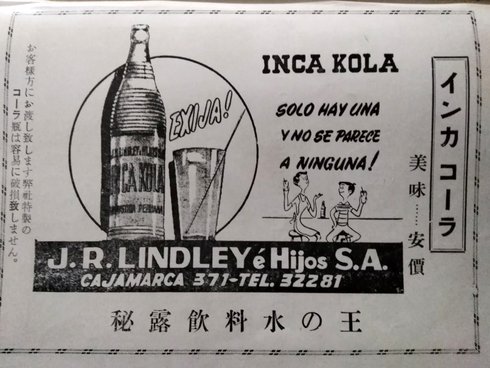 インカ コーラ
美味……安價
INCA KOLA
SOLO HAY UNA
Y NO SE PARECE
A NINGUNA!
EXIJA!
INCA KOLA
J. R. LINDLEY é Hijos S.A.
CAJAMARCA 371-TEL. 32281
お客様方にお渡し致します弊社特製の
コーラ瓶は容易に破損致しません。
秘露飲料水の王